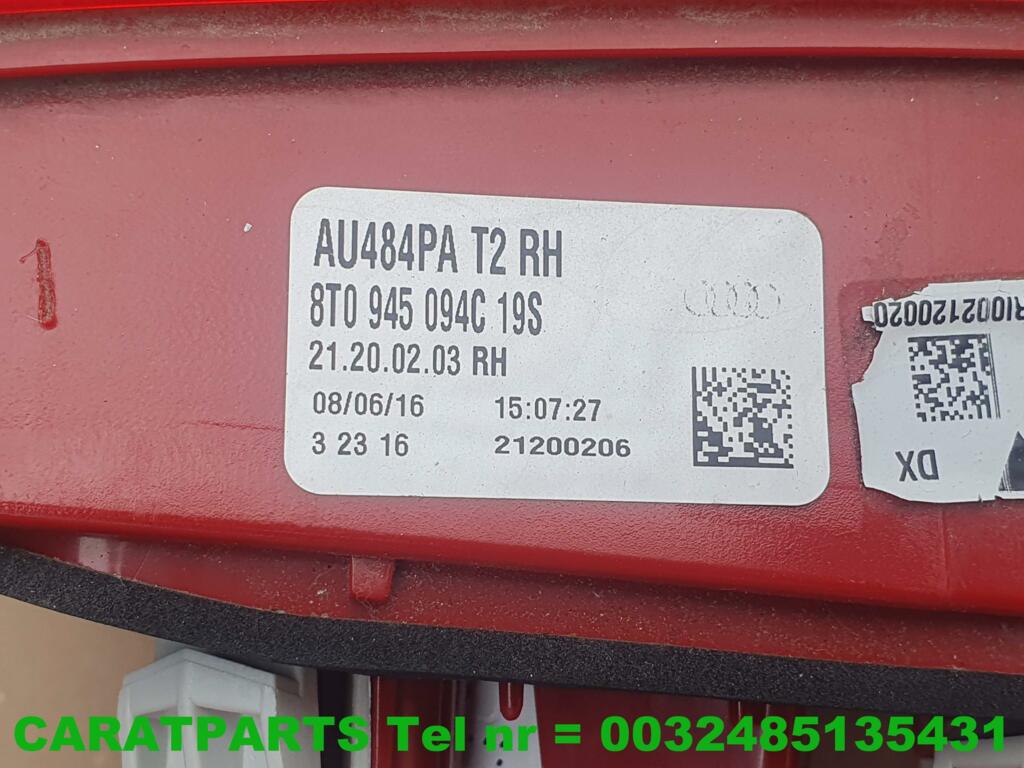 AU484PA T2 RH
8T0 945 094C 19S
21.20.02.03 RH
08/06/16 15:07:27
3 23 16 21200206
RI002120020
DX
1
CARATPARTS Tel nr = 0032485135431